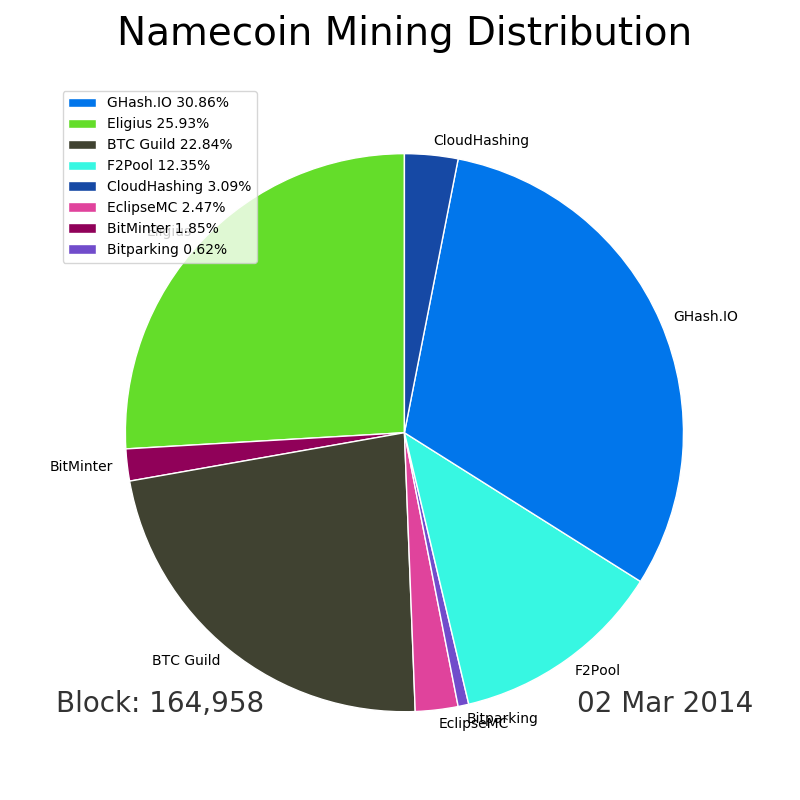 Namecoin Mining Distribution
GHash.IO 30.86%
Eligius 25.93%
BTC Guild 22.84%
F2Pool 12.35%
CloudHashing 3.09%
EclipseMC 2.47%
BitMinter 1.85%
Bitparking 0.62%
CloudHashing
Eligius
GHash.IO
BitMinter
BTC Guild
F2Pool
Bitparking
EclipseMC
Block: 164,958
02 Mar 2014